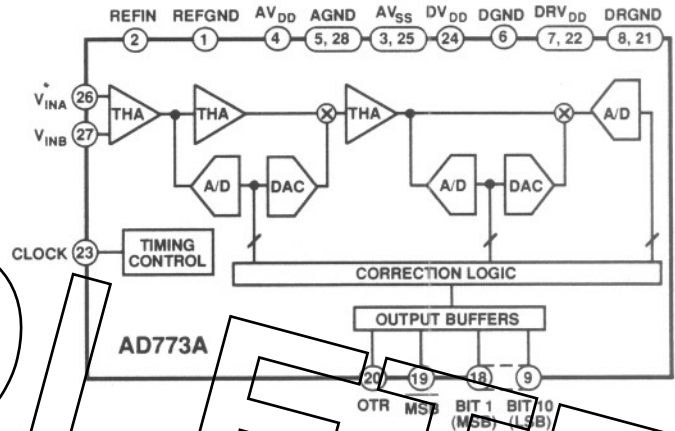 REFIN REFGND AVDD AGND AVSS DVDD DGND DRVDD DRGND
2 1 4 5, 28 3, 25 24 6 7, 22 8, 21
VINA 26
VINB 27
THA THA THA A/D
A/D DAC A/D DAC
CLOCK 23 TIMING
CONTROL
CORRECTION LOGIC
OUTPUT BUFFERS
AD773A
20 19 18 9
OTR MSB BIT 1 BIT 10
(MSB) (LSB)